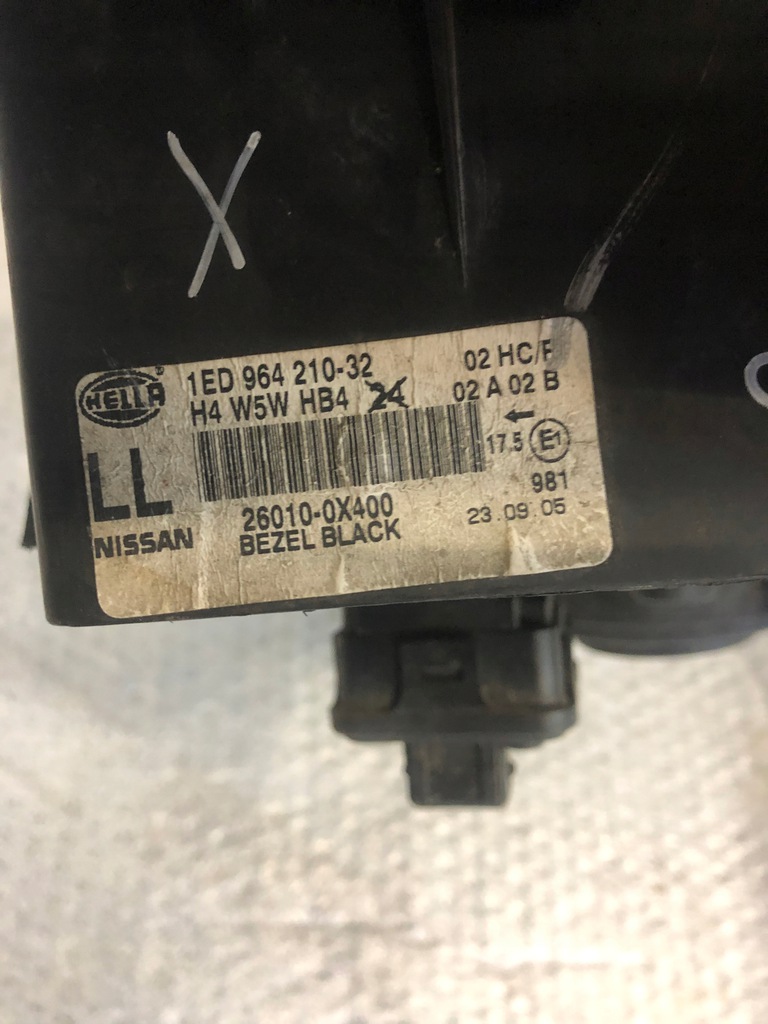 X
HELLA®
1ED 964 210-32
02 HC/R
H4 W5W HB4 24
02 A 02 B
17.5 E1
LL
26010-0X400
981
NISSAN
BEZEL BLACK
23.09.05